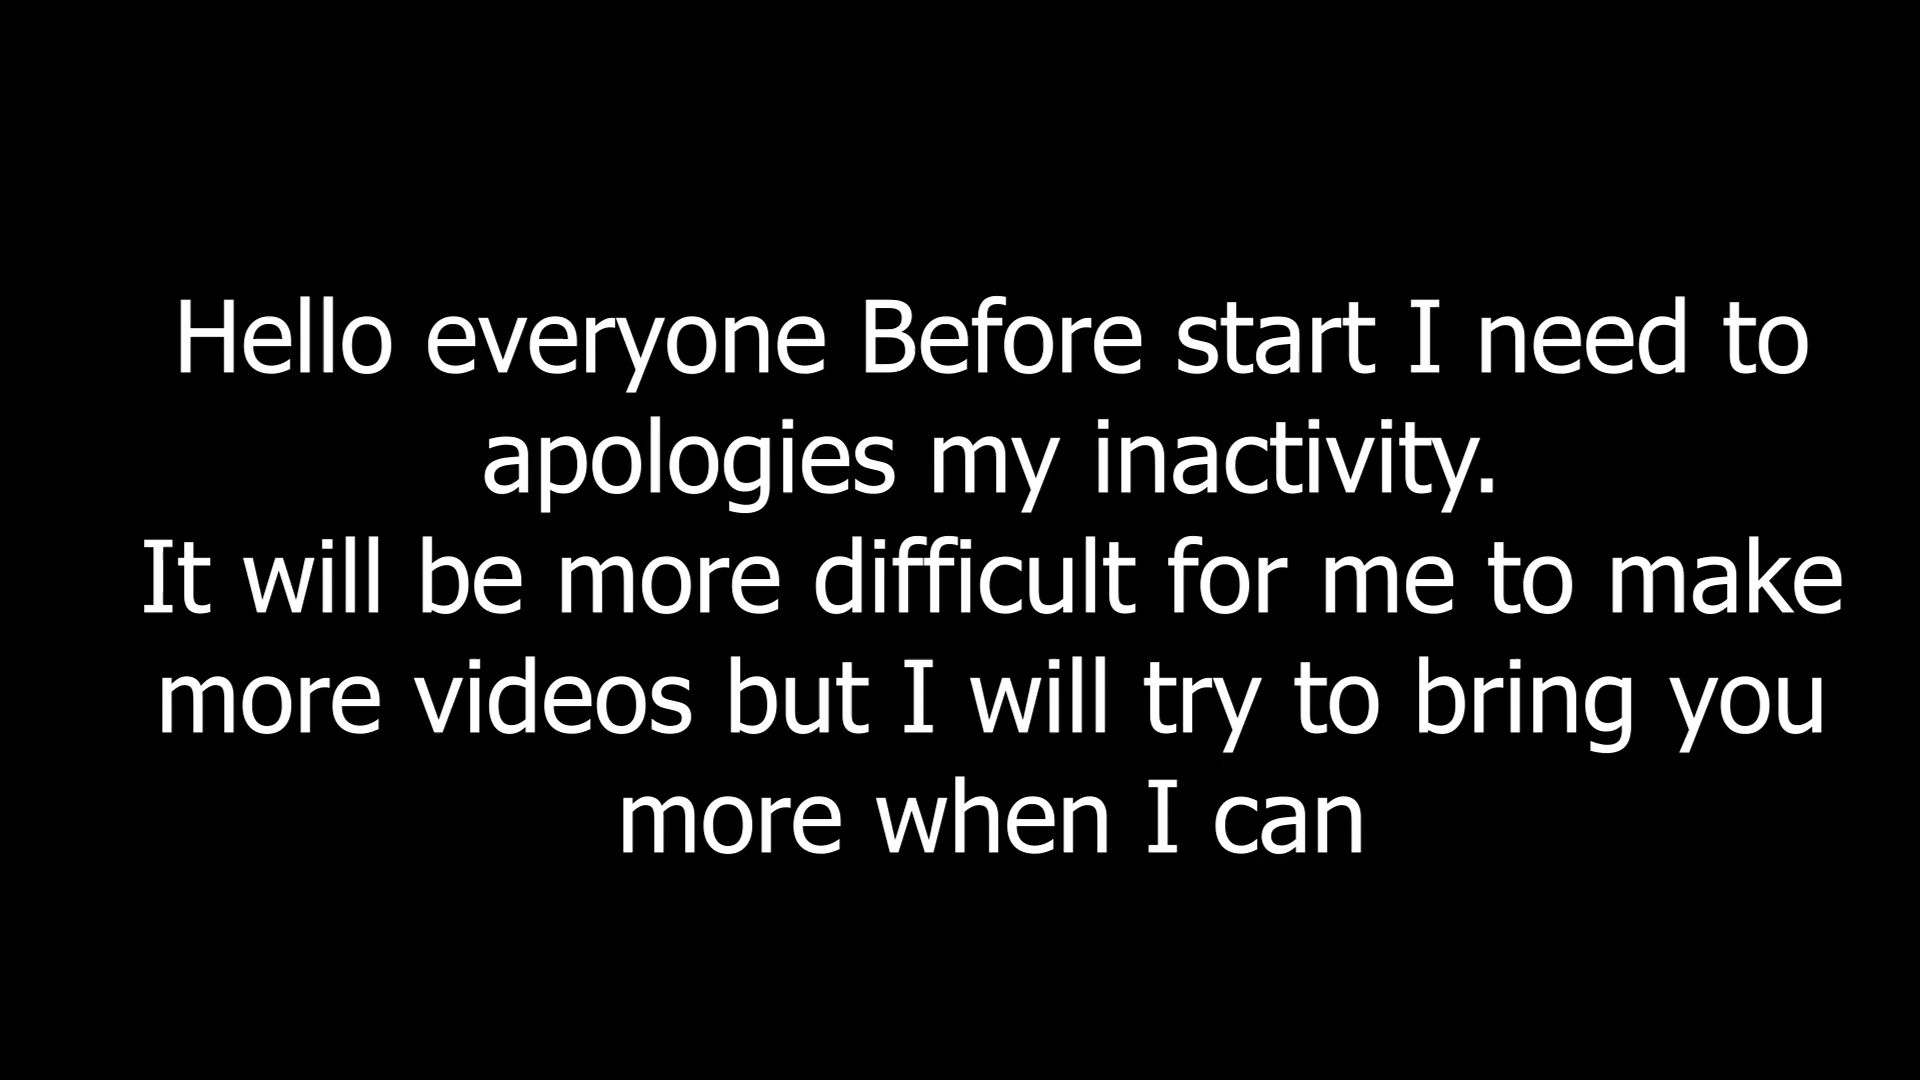 Hello everyone Before start I need to
apologies my inactivity.
It will be more difficult for me to make
more videos but I will try to bring you
more when I can